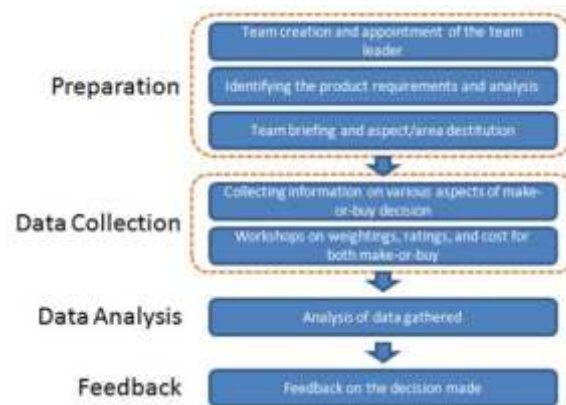 Preparation
Team creation and appointment of the team
leader
Identifying the product requirements and analysis
Team briefing and aspect/area destitution
Data Collection
Collecting information on various aspects of make-
or-buy decision
Workshops on weightings, ratings, and cost for
both make-or-buy
Data Analysis
Analysis of data gathered
Feedback
Feedback on the decision made